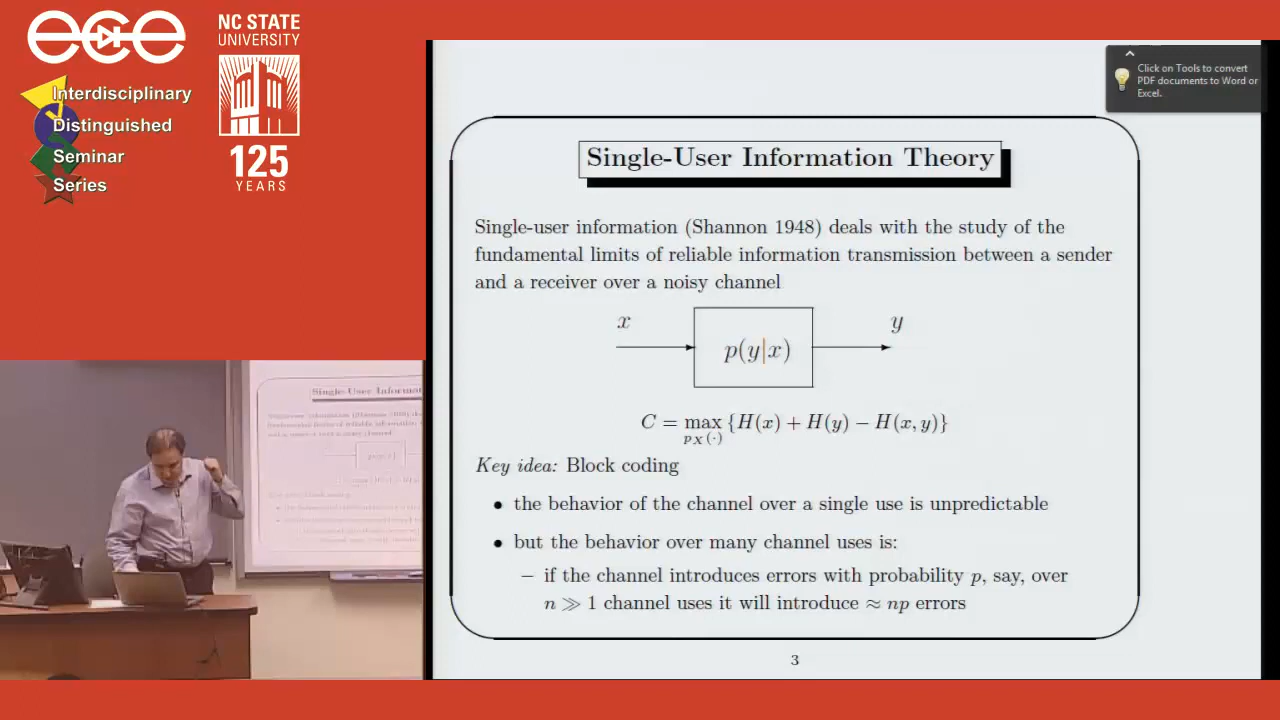 ece
NC STATE
UNIVERSITY
Interdisciplinary
Distinguished
Seminar
Series
125
YEARS
Click on Tools to convert
PDF documents to Word or
Excel.
Single-User Information Theory
Single-user information (Shannon 1948) deals with the study of the
fundamental limits of reliable information transmission between a sender
and a receiver over a noisy channel
x
y
p(y|x)
C = max {H(x) + H(y) − H(x, y)}
p_X(·)
Key idea: Block coding
• the behavior of the channel over a single use is unpredictable
• but the behavior over many channel uses is:
– if the channel introduces errors with probability p, say, over
n ≫ 1 channel uses it will introduce ≈ np errors
3
Single-User Informat